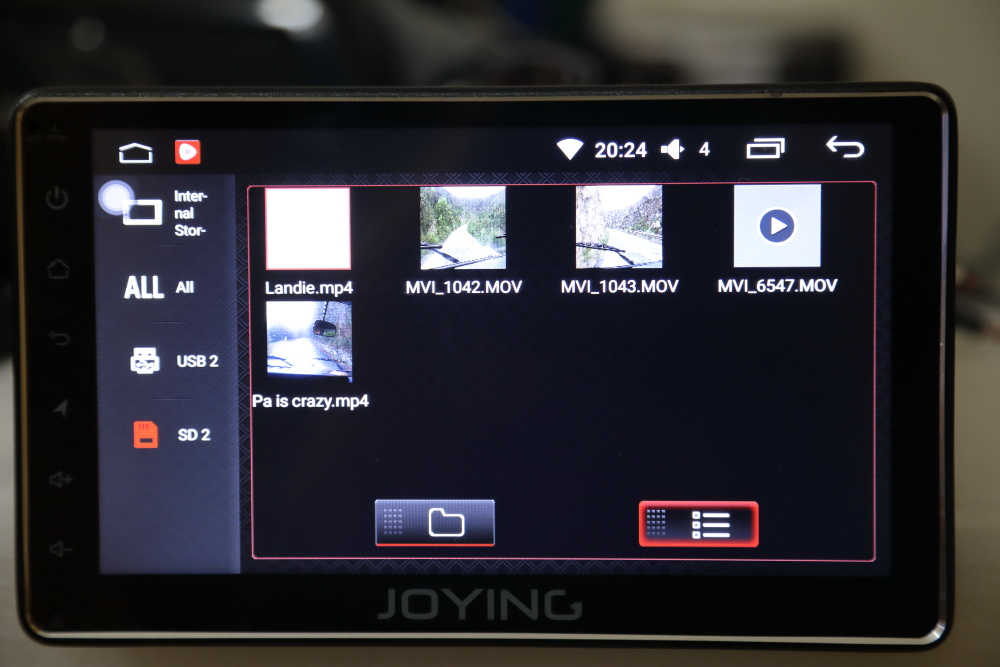 20:24
4
Inter-
nal
Stor-
ALL All
USB 2
SD 2
Landie.mp4
MVI_1042.MOV
MVI_1043.MOV
MVI_6547.MOV
Pa is crazy.mp4
JOYING